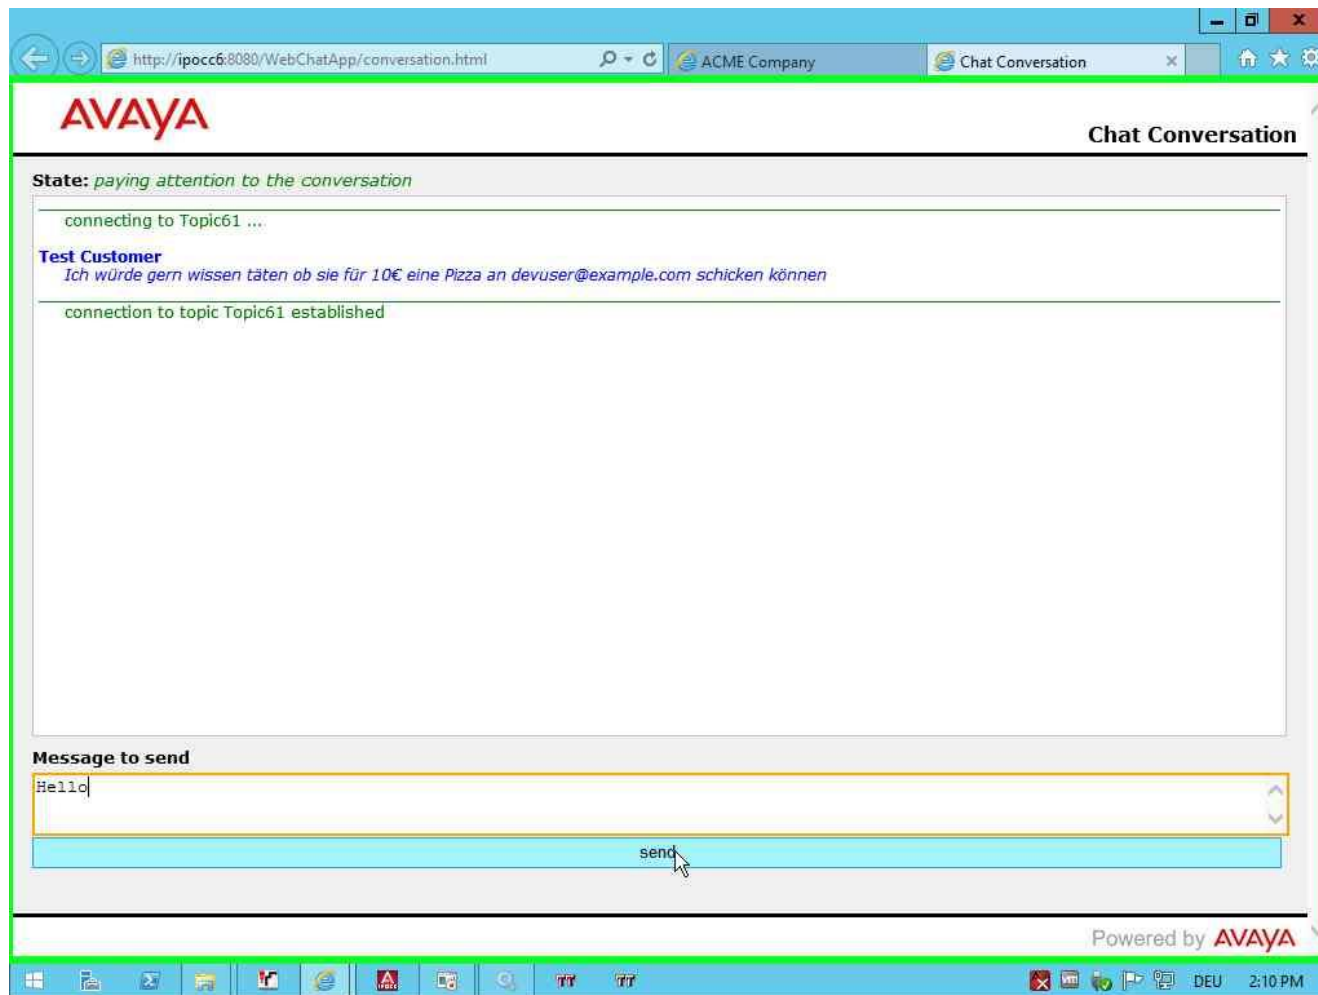 http://ipocc6:8080/WebChatApp/conversation.html
ACME Company
Chat Conversation
AVAYA
Chat Conversation
State: paying attention to the conversation
connecting to Topic61 ...
Test Customer
Ich würde gern wissen täten ob sie für 10€ eine Pizza an devuser@example.com schicken können
connection to topic Topic61 established
Message to send
Hello
send
Powered by AVAYA
DEU 2:10 PM